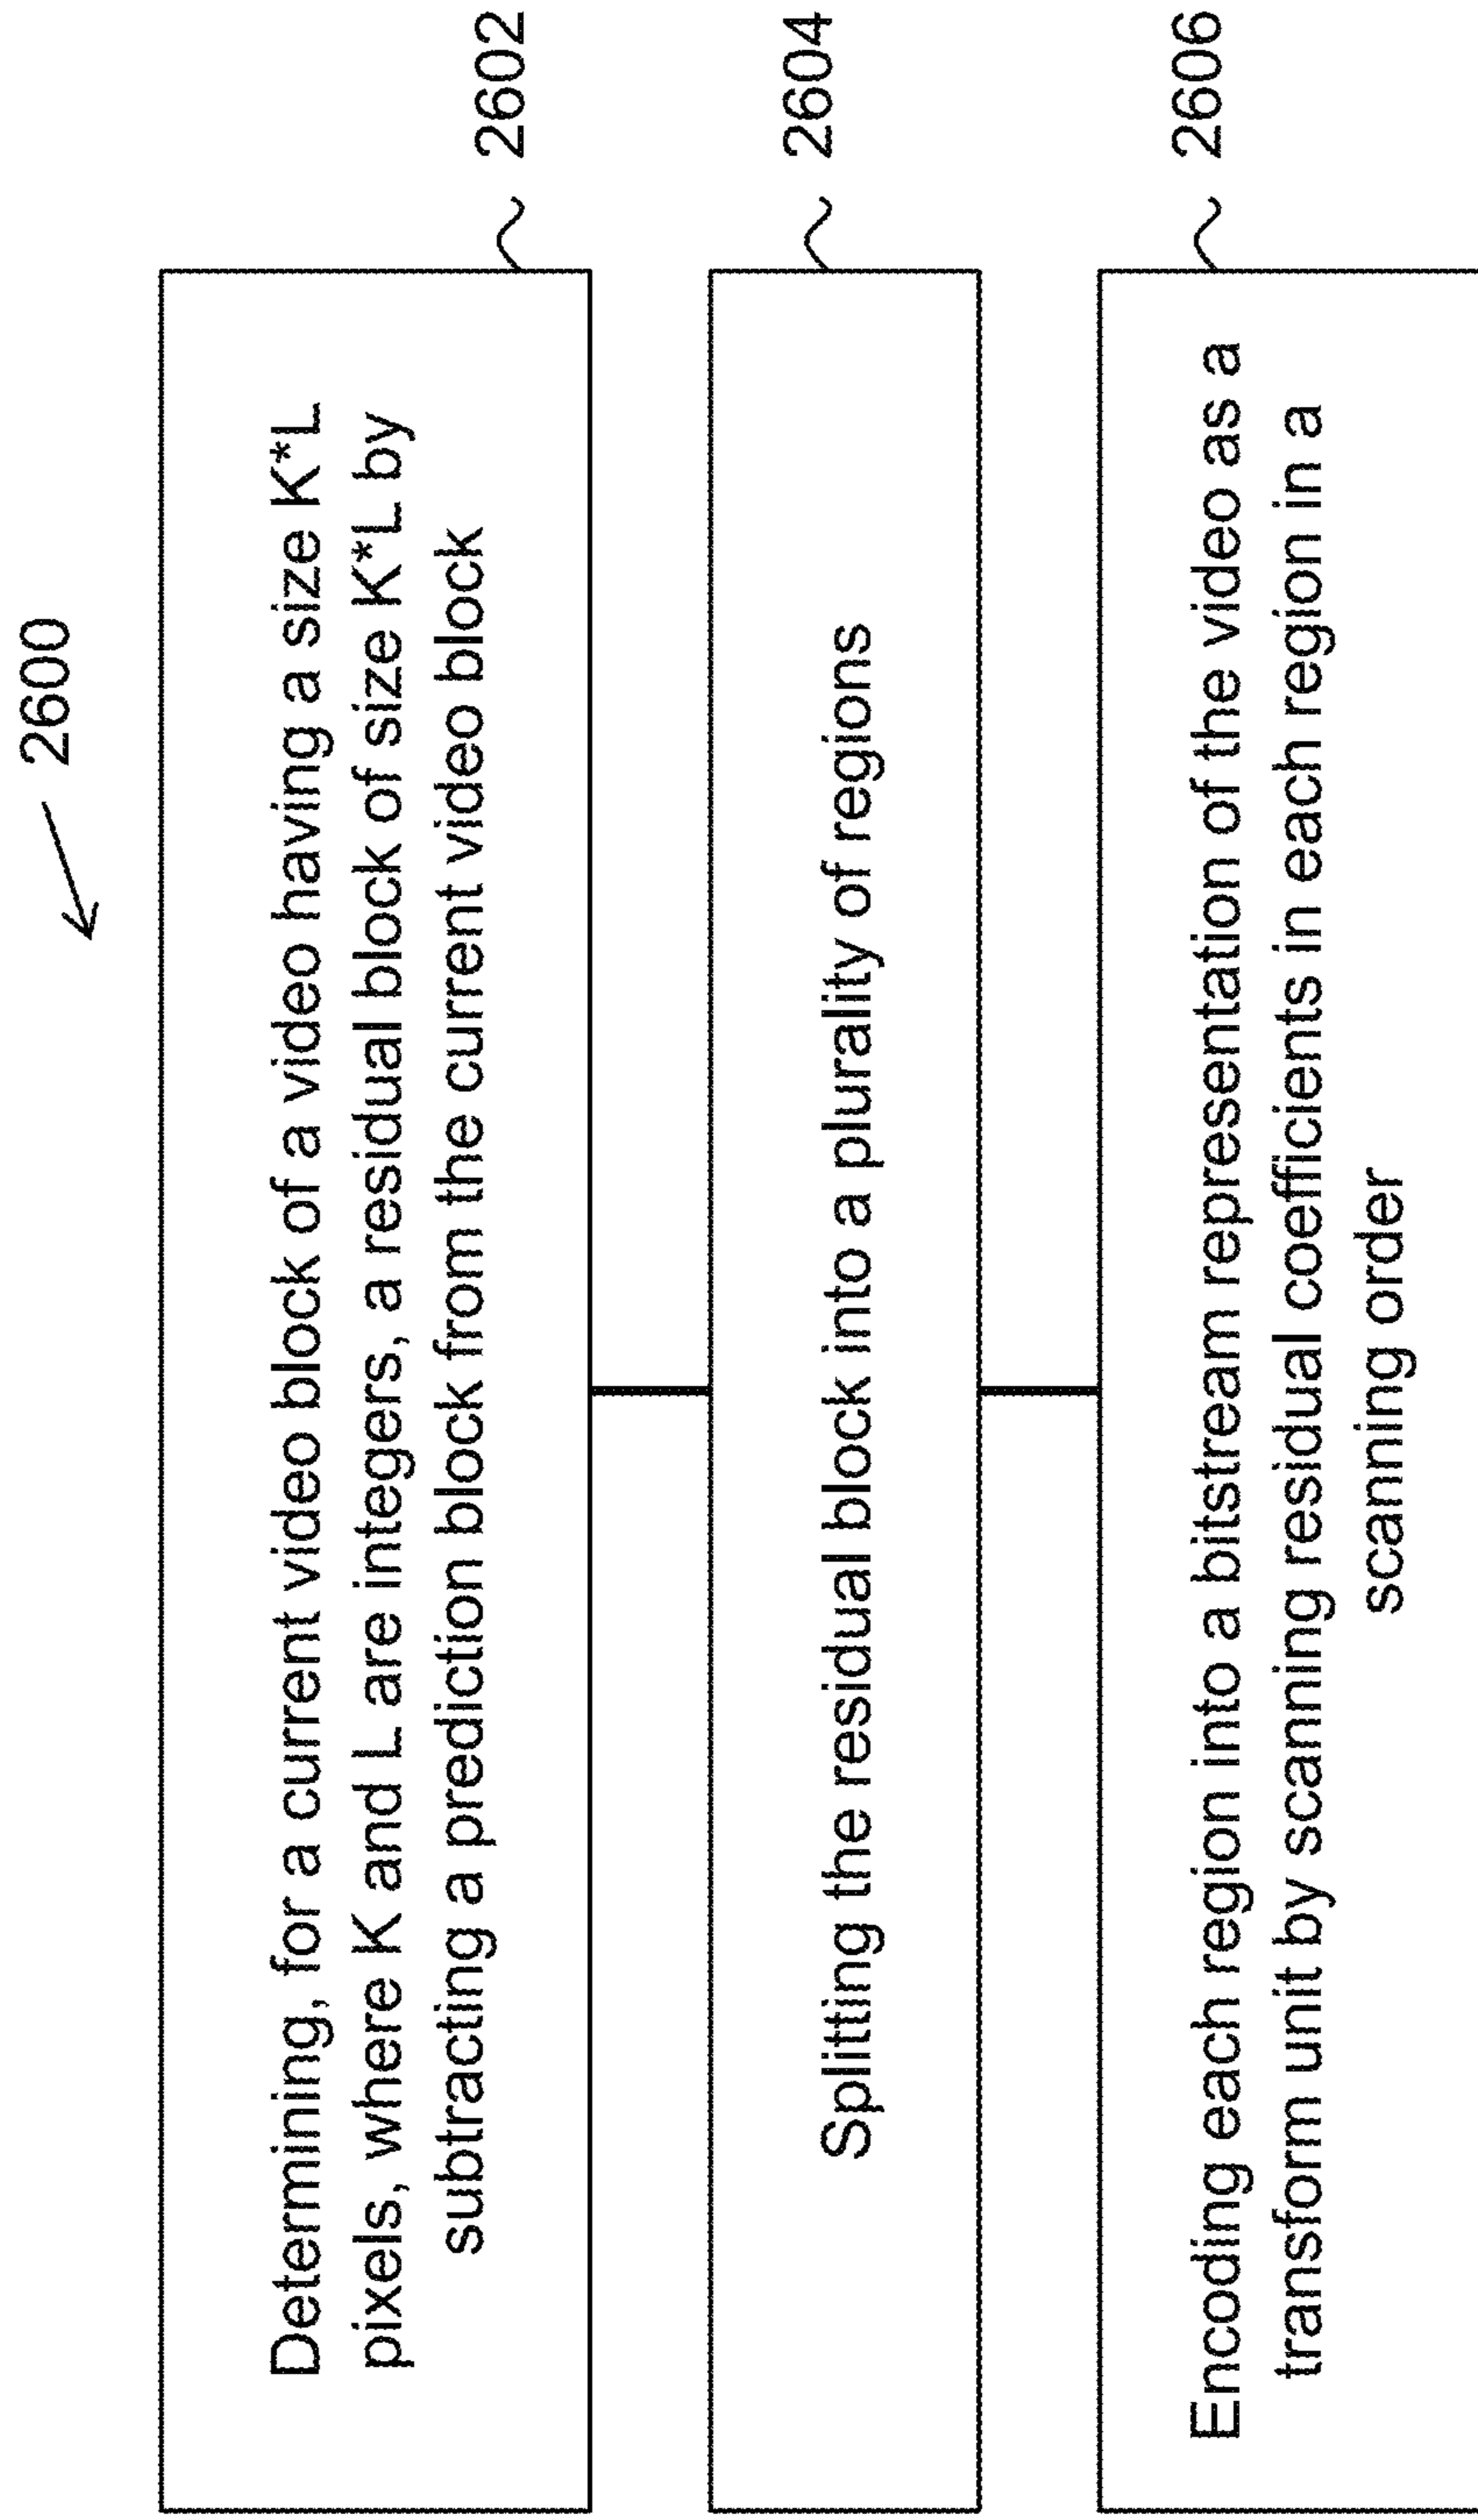 2600
Determining, for a current video block of a video having a size K*L
pixels, where K and L are integers, a residual block of size K*L by
subtracting a prediction block from the current video block
2602
Splitting the residual block into a plurality of regions
2604
Encoding each region into a bitstream representation of the video as a
transform unit by scanning residual coefficients in each region in a
scanning order
2606